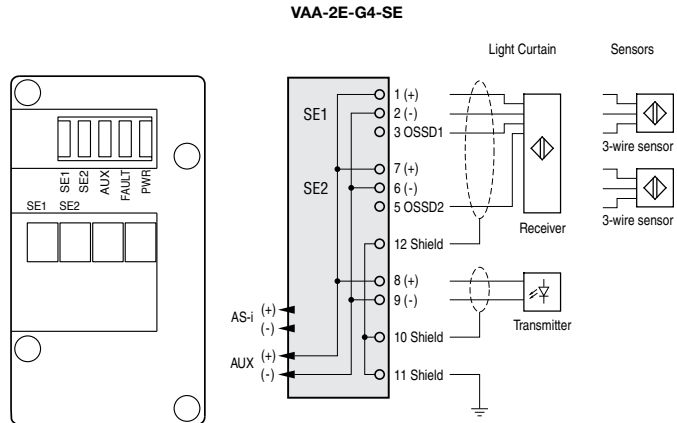 VAA-2E-G4-SE
Light Curtain
Sensors
SE1
SE2
AUX
FAULT
PWR
SE1 SE2
SE1
SE2
1 (+)
2 (-)
3 OSSD1
7 (+)
6 (-)
5 OSSD2
12 Shield
8 (+)
9 (-)
10 Shield
11 Shield
AS-i (+)
(-)
AUX (+)
(-)
Receiver
Transmitter
3-wire sensor
3-wire sensor